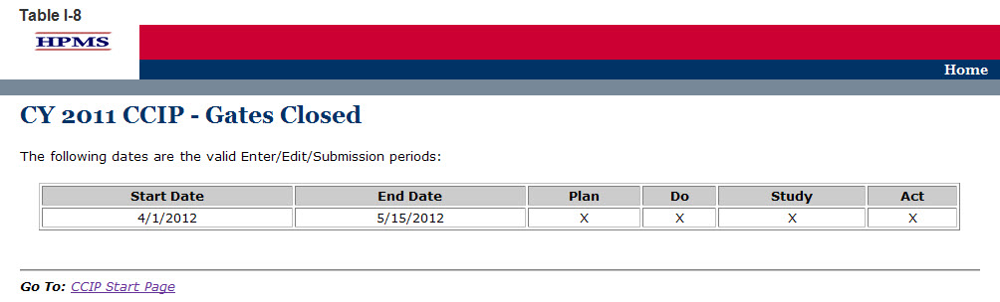 Table I-8
HPMS
Home
CY 2011 CCIP - Gates Closed
The following dates are the valid Enter/Edit/Submission periods:
Start Date End Date Plan Do Study Act
4/1/2012 5/15/2012 X X X X
Go To: CCIP Start Page